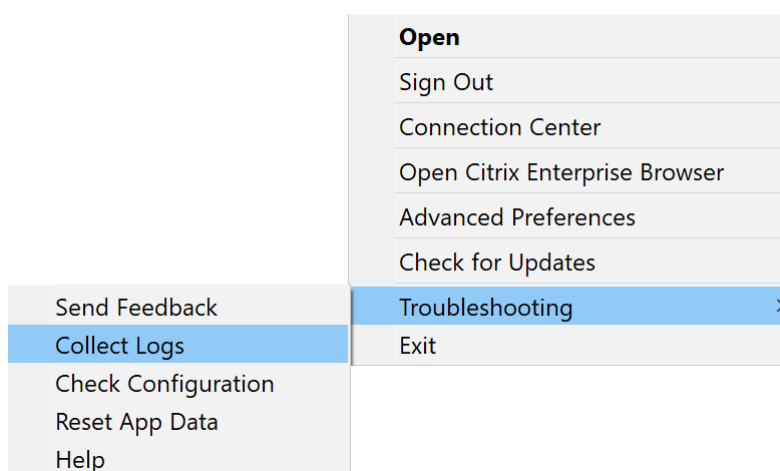 Open
Sign Out
Connection Center
Open Citrix Enterprise Browser
Advanced Preferences
Check for Updates
Troubleshooting
Exit
Send Feedback
Collect Logs
Check Configuration
Reset App Data
Help